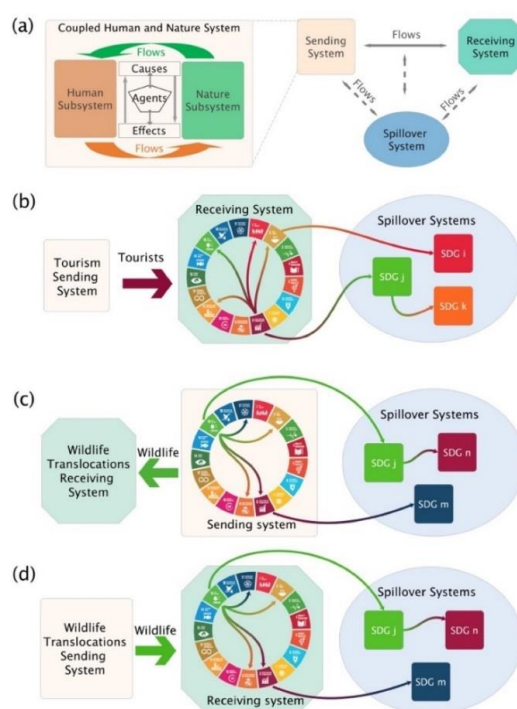 (a)
Coupled Human and Nature System
Flows
Causes
Human
Subsystem
Agents
Nature
Subsystem
Effects
Flows
Sending
System
Flows
Receiving
System
Flows
Flows
Spillover
System
(b)
Receiving System
Spillover Systems
Tourism
Sending
System
Tourists
SDG i
SDG j
SDG k
(c)
Wildlife
Translocations
Receiving
System
Wildlife
Sending system
Spillover Systems
SDG j
SDG n
SDG m
(d)
Wildlife
Translocations
Sending
System
Wildlife
Receiving system
Spillover Systems
SDG j
SDG n
SDG m